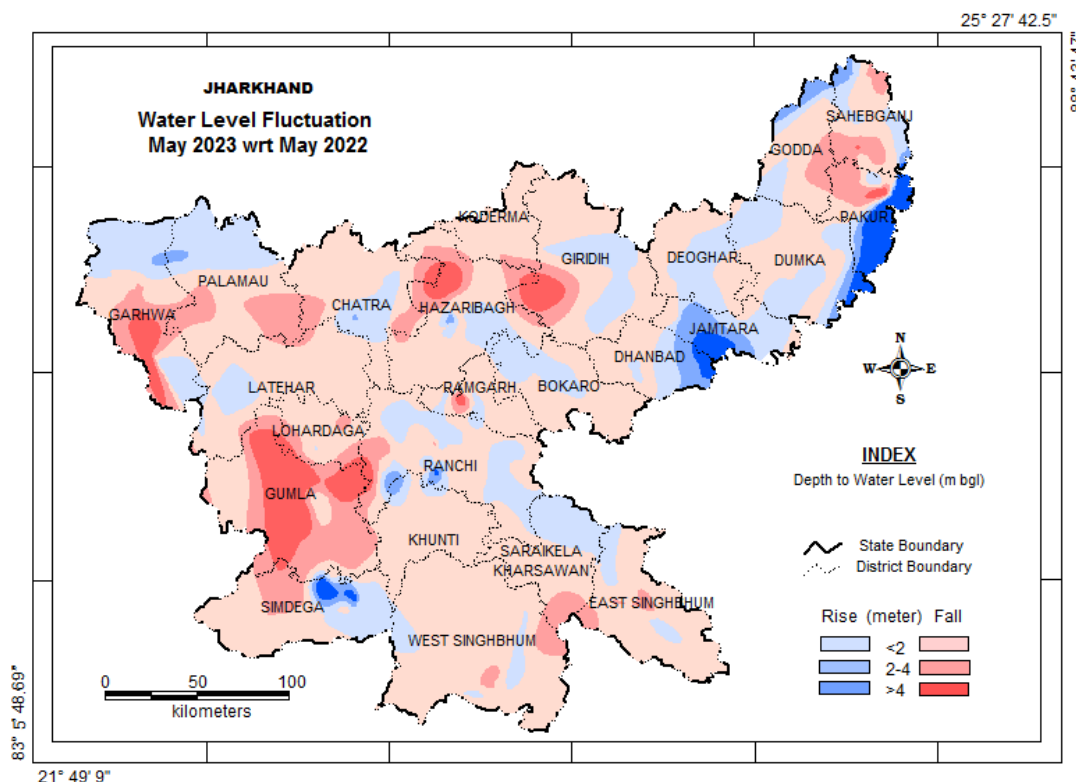 25° 27' 42.5"
JHARKHAND
Water Level Fluctuation
May 2023 wrt May 2022
SAHEBGANJ
GODDA
PAKUR
KODERMA
GIRIDIH
DEOGHAR
DUMKA
PALAMAU
CHATRA
HAZARIBAGH
GARHWA
JAMTARA
DHANBAD
LATEHAR
RAMGARH
BOKARO
N
W E
S
LOHARDAGA
RANCHI
GUMLA
INDEX
Depth to Water Level (m bgl)
KHUNTI
SARAIKELA
KHARSAWAN
State Boundary
District Boundary
SIMDEGA
EAST SINGHBHUM
WEST SINGHBHUM
Rise (meter) Fall
<2
2-4
>4
0 50 100
kilometers
83° 5' 48.69"
21° 49' 9"